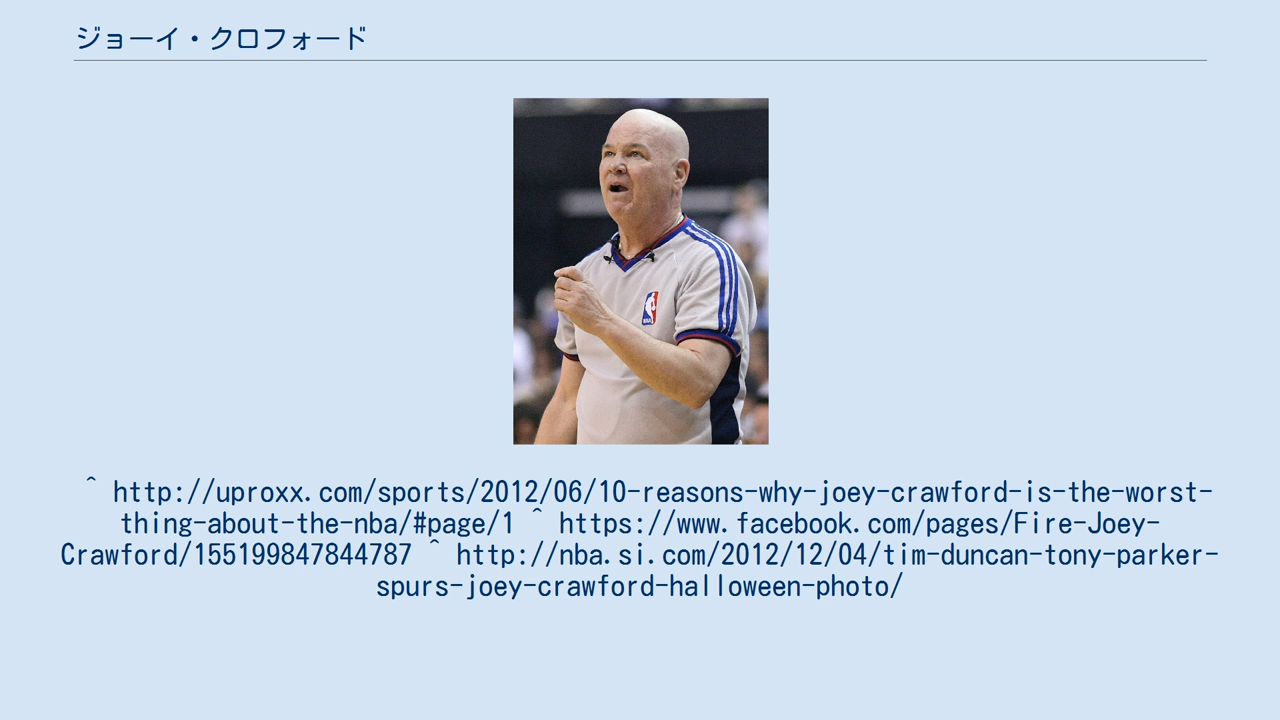 ジョーイ・クロフォード
^ http://uproxx.com/sports/2012/06/10-reasons-why-joey-crawford-is-the-worst-
thing-about-the-nba/#page/1 ^ https://www.facebook.com/pages/Fire-Joey-
Crawford/155199847844787 ^ http://nba.si.com/2012/12/04/tim-duncan-tony-parker-
spurs-joey-crawford-halloween-photo/